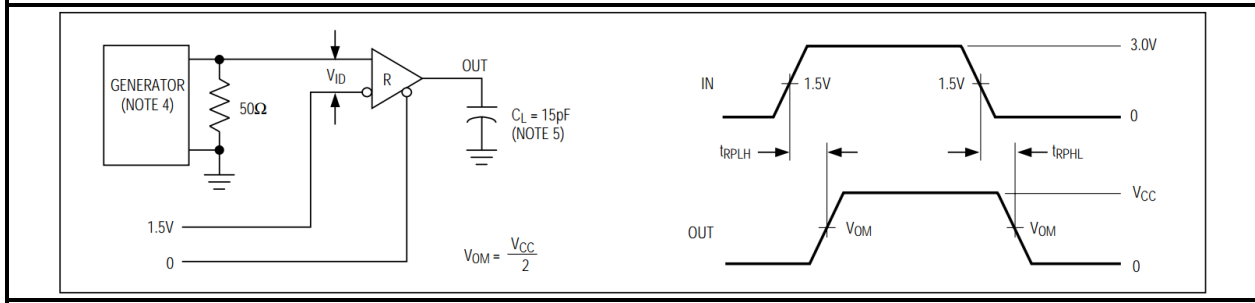 GENERATOR
(NOTE 4)
50Ω
VID
R
OUT
CL = 15pF
(NOTE 5)
1.5V
0
VOM = VCC
2
IN
1.5V
1.5V
3.0V
0
tRPLH
tRPHL
OUT
VOM
VOM
VCC
0